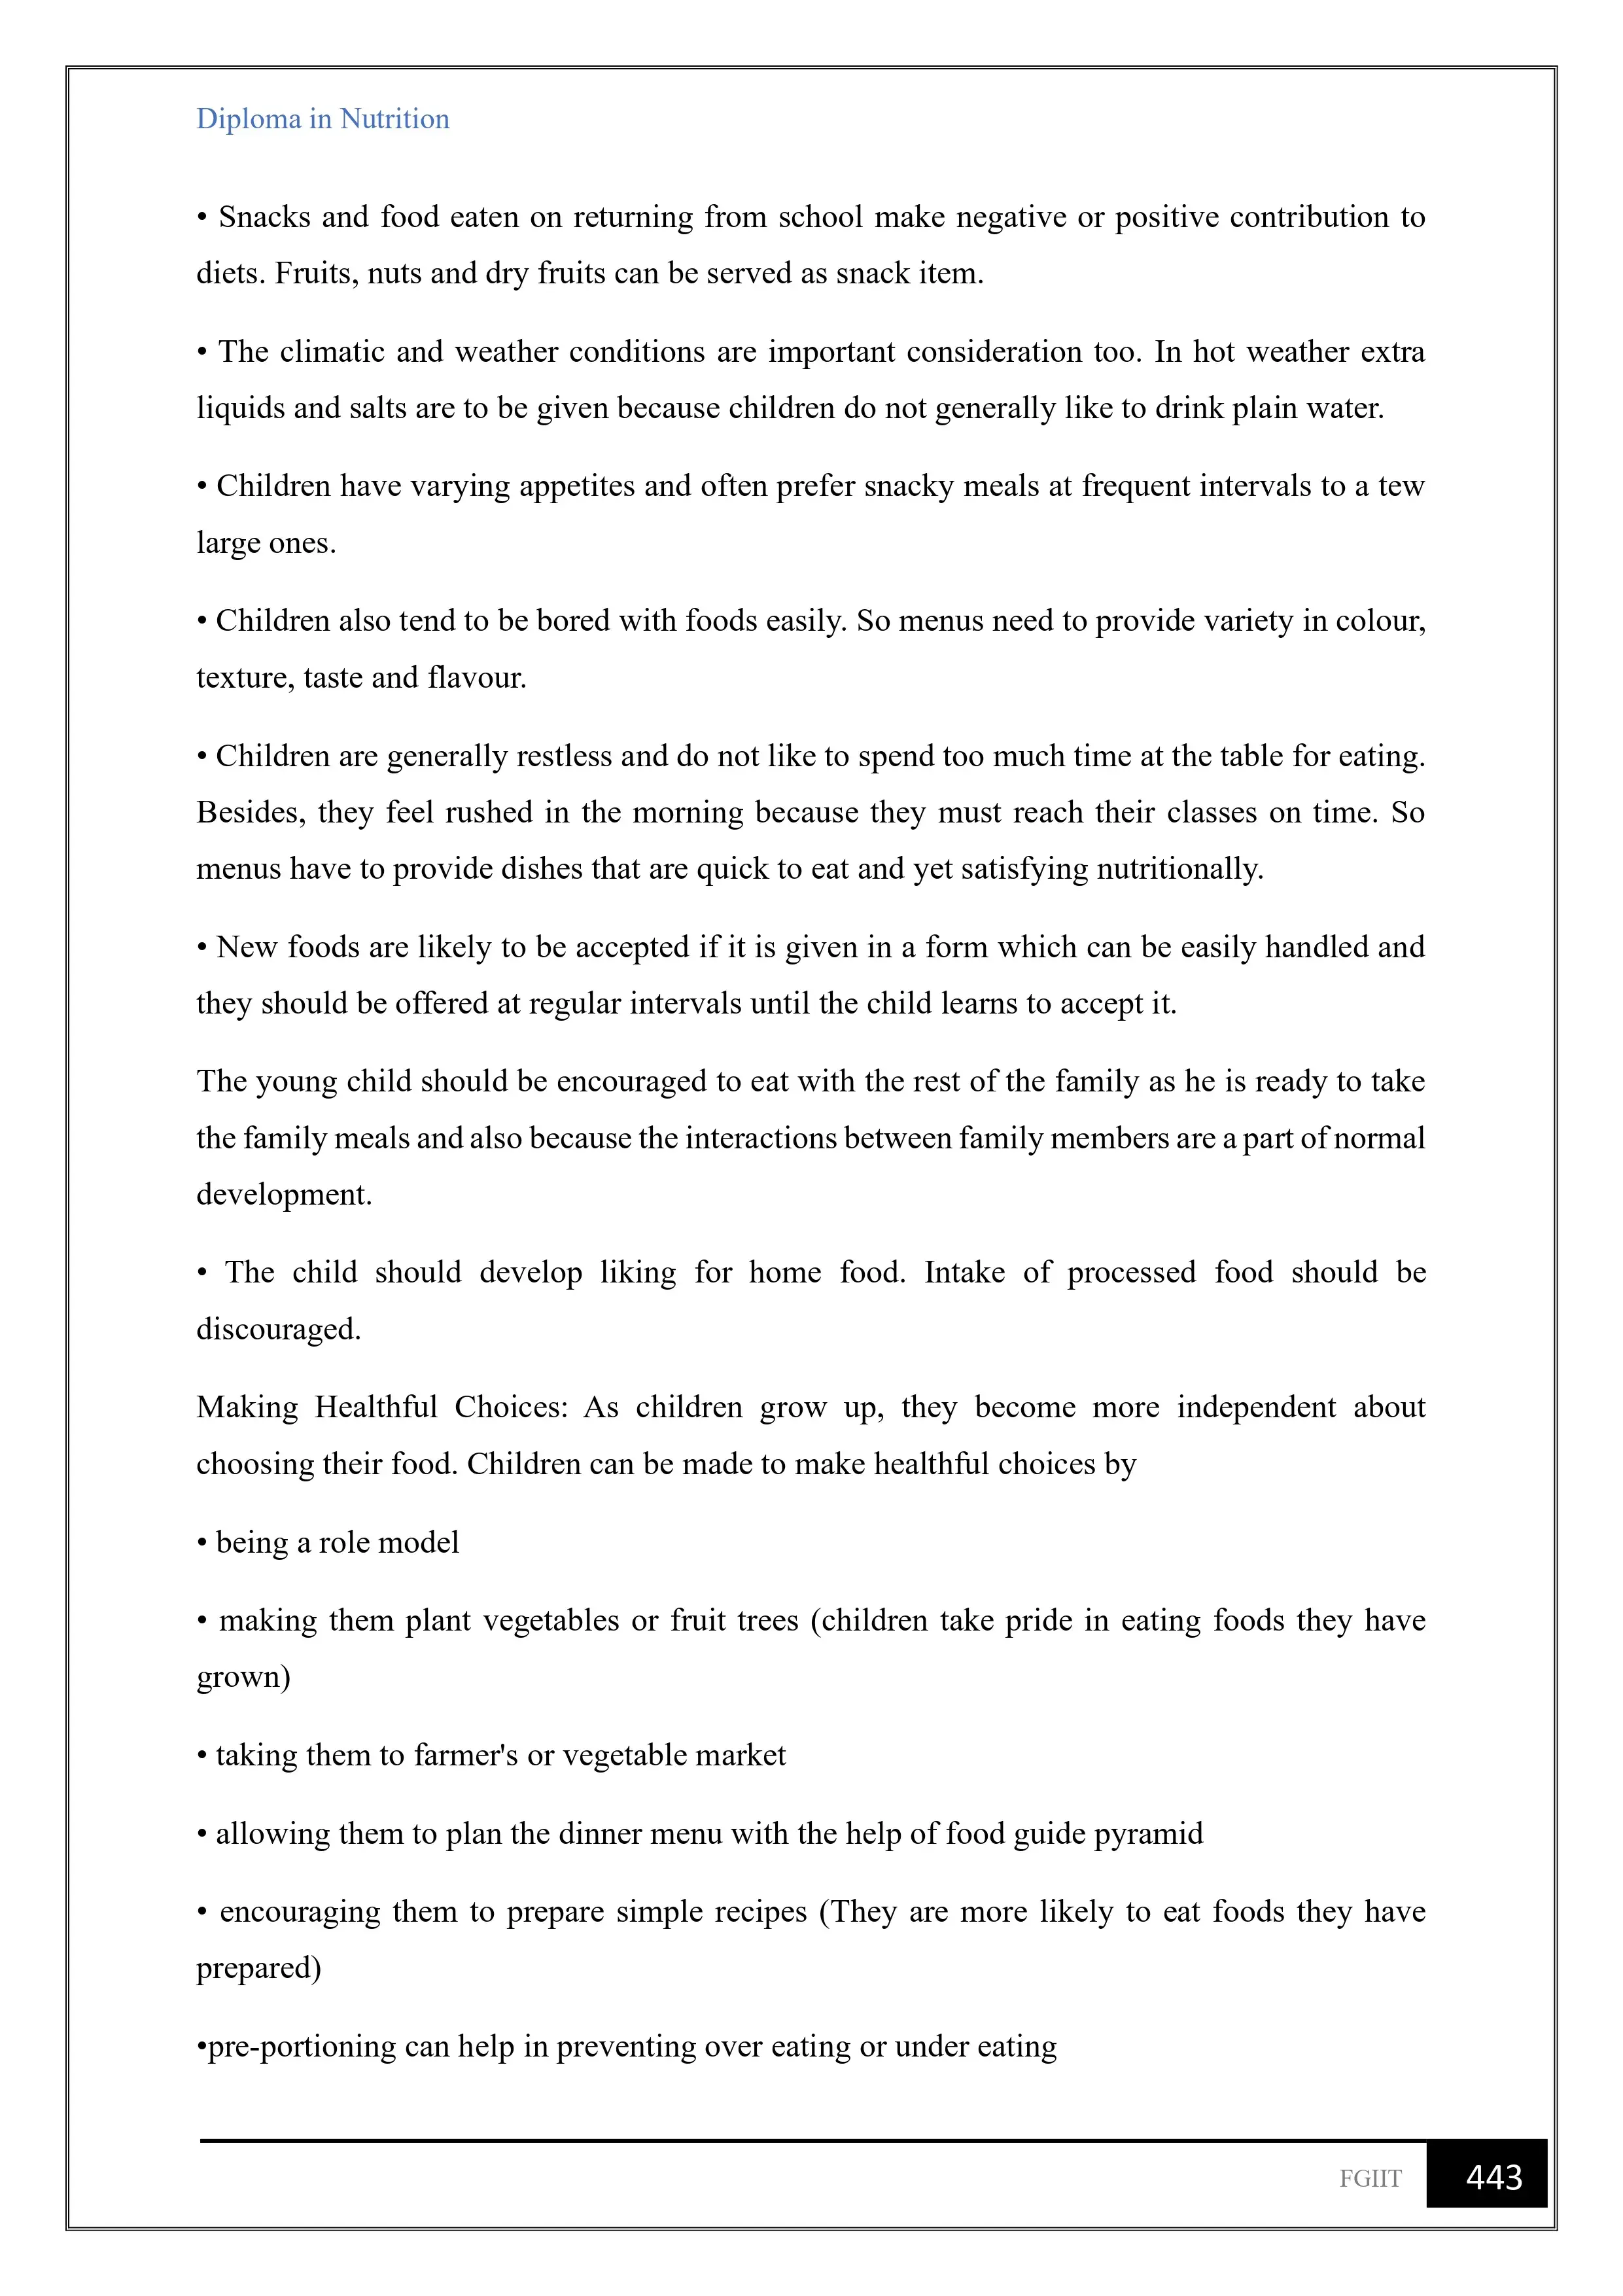 Diploma in Nutrition
• Snacks and food eaten on returning from school make negative or positive contribution to
diets. Fruits, nuts and dry fruits can be served as snack item.
• The climatic and weather conditions are important consideration too. In hot weather extra
liquids and salts are to be given because children do not generally like to drink plain water.
• Children have varying appetites and often prefer snacky meals at frequent intervals to a tew
large ones.
• Children also tend to be bored with foods easily. So menus need to provide variety in colour,
texture, taste and flavour.
• Children are generally restless and do not like to spend too much time at the table for eating.
Besides, they feel rushed in the morning because they must reach their classes on time. So
menus have to provide dishes that are quick to eat and yet satisfying nutritionally.
• New foods are likely to be accepted if it is given in a form which can be easily handled and
they should be offered at regular intervals until the child learns to accept it.
The young child should be encouraged to eat with the rest of the family as he is ready to take
the family meals and also because the interactions between family members are a part of normal
development.
• The child should develop liking for home food. Intake of processed food should be
discouraged.
Making Healthful Choices: As children grow up, they become more independent about
choosing their food. Children can be made to make healthful choices by
• being a role model
• making them plant vegetables or fruit trees (children take pride in eating foods they have
grown)
• taking them to farmer's or vegetable market
• allowing them to plan the dinner menu with the help of food guide pyramid
• encouraging them to prepare simple recipes (They are more likely to eat foods they have
prepared)
•pre-portioning can help in preventing over eating or under eating
FGIIT 443